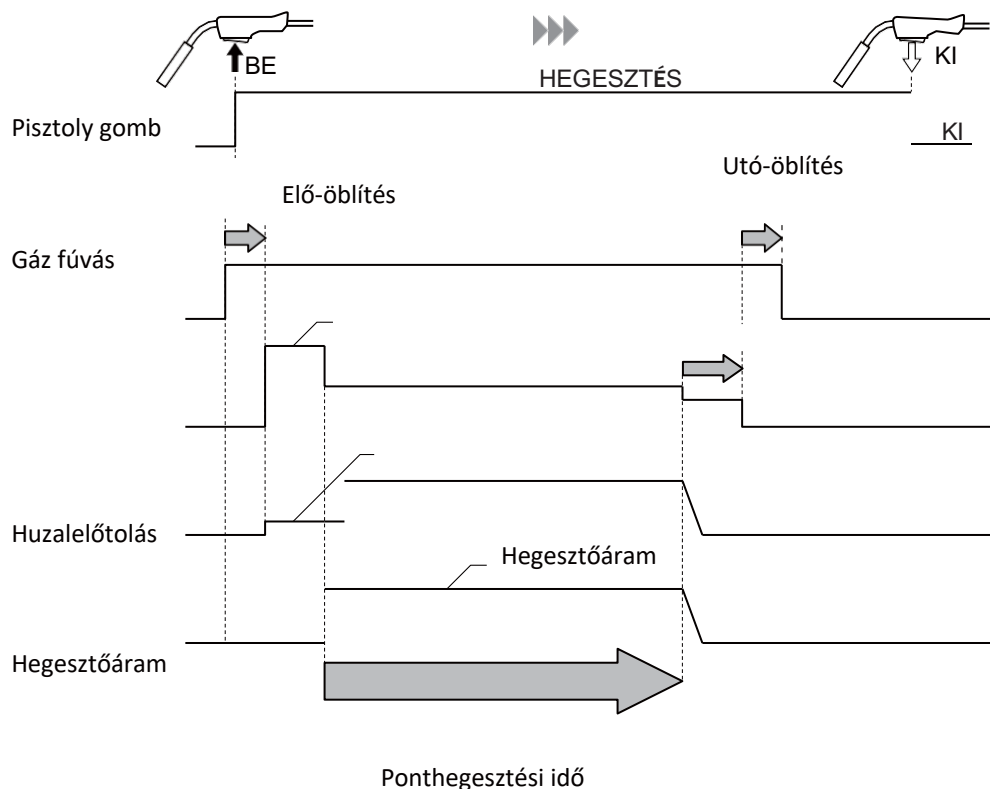 BE
KI
HEGESZTÉS
Pisztoly gomb
KI
Utó-öblítés
Elő-öblítés
Gáz fúvás
Huzalelőtolás
Hegesztőáram
Hegesztőáram
Ponthegesztési idő